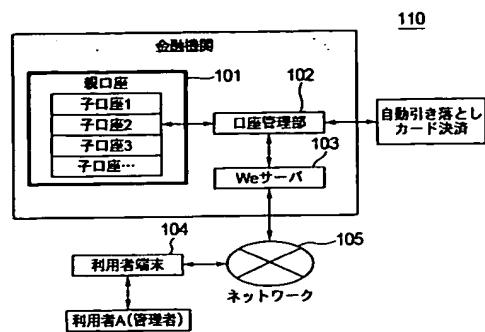 110
金融機関
101
親口座
子口座1
子口座2
子口座3
子口座…
102
口座管理部
自動引き落とし
カード決済
103
Weサーバ
104
利用者端末
105
ネットワーク
利用者A(管理者)